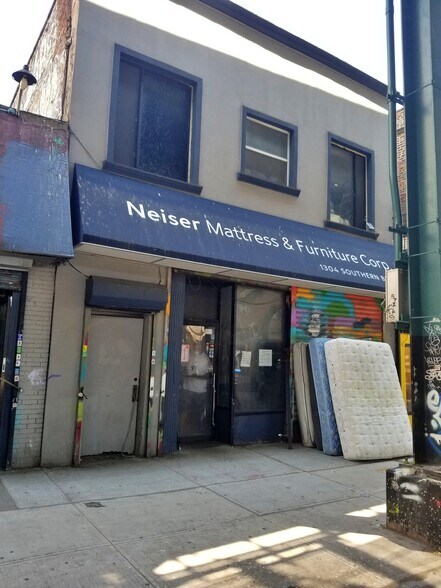 Neiser Mattress & Furniture Corp
1304 SOUTHERN B